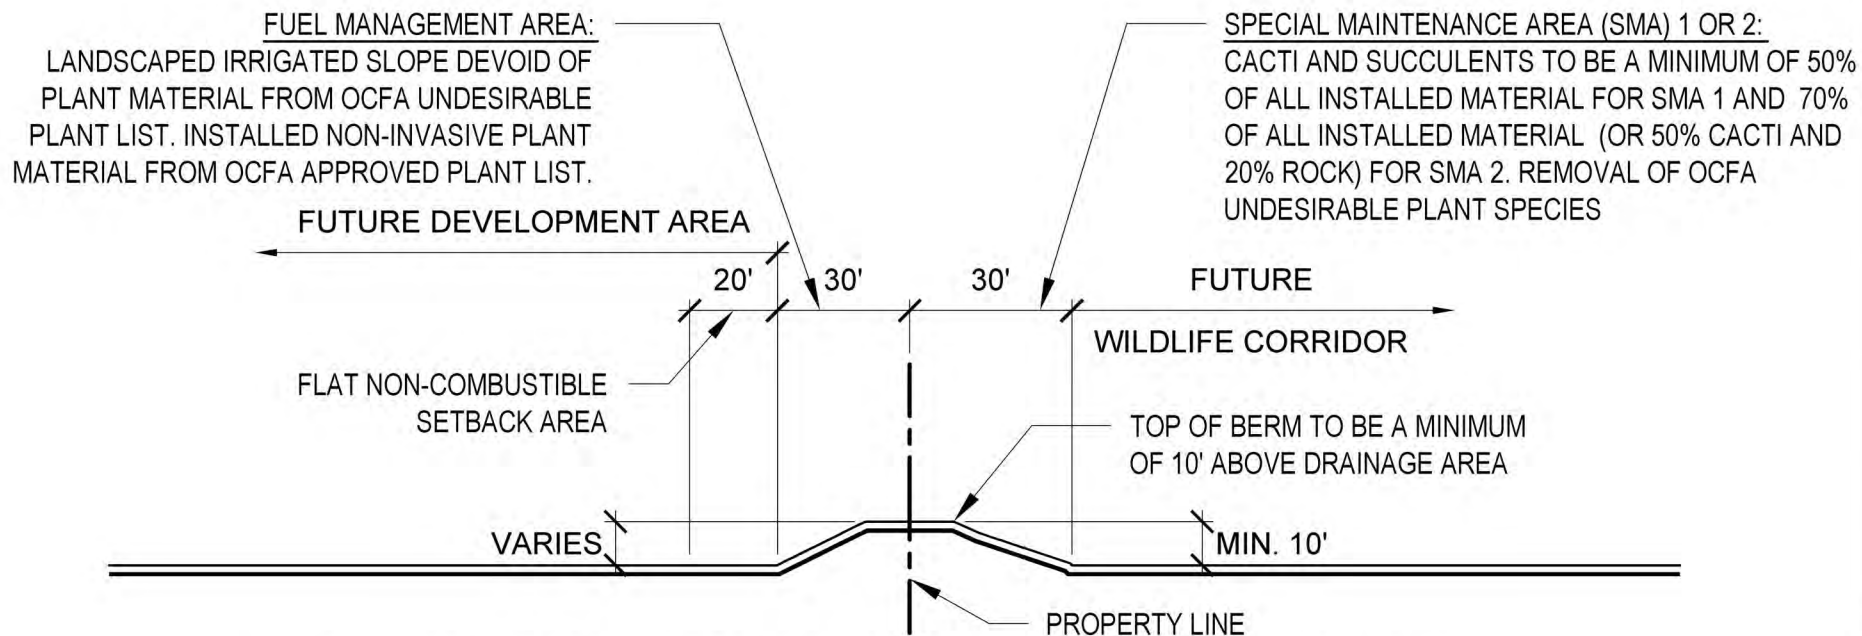 FUEL MANAGEMENT AREA:
LANDSCAPED IRRIGATED SLOPE DEVOID OF
PLANT MATERIAL FROM OCFA UNDESIRABLE
PLANT LIST. INSTALLED NON-INVASIVE PLANT
MATERIAL FROM OCFA APPROVED PLANT LIST.
SPECIAL MAINTENANCE AREA (SMA) 1 OR 2:
CACTI AND SUCCULENTS TO BE A MINIMUM OF 50%
OF ALL INSTALLED MATERIAL FOR SMA 1 AND 70%
OF ALL INSTALLED MATERIAL (OR 50% CACTI AND
20% ROCK) FOR SMA 2. REMOVAL OF OCFA
UNDESIRABLE PLANT SPECIES
FUTURE DEVELOPMENT AREA
20'
30'
30'
FUTURE
WILDLIFE CORRIDOR
FLAT NON-COMBUSTIBLE
SETBACK AREA
TOP OF BERM TO BE A MINIMUM
OF 10' ABOVE DRAINAGE AREA
VARIES
MIN. 10'
PROPERTY LINE